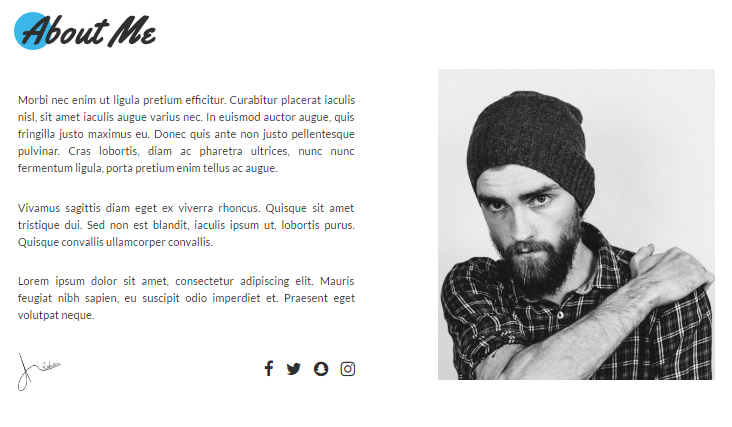 About Me
Morbi nec enim ut ligula pretium efficitur. Curabitur placerat iaculis
nisl, sit amet iaculis augue varius nec. In euismod auctor augue, quis
fringilla justo maximus eu. Donec quis ante non justo pellentesque
pulvinar. Cras lobortis, diam ac pharetra ultrices, nunc nunc
fermentum ligula, porta pretium enim tellus ac augue.
Vivamus sagittis diam eget ex viverra rhoncus. Quisque sit amet
tristique dui. Sed non est blandit, iaculis ipsum ut, lobortis purus.
Quisque convallis ullamcorper convallis.
Lorem ipsum dolor sit amet, consectetur adipiscing elit. Mauris
feugiat nibh sapien, eu suscipit odio imperdiet et. Praesent eget
volutpat neque.